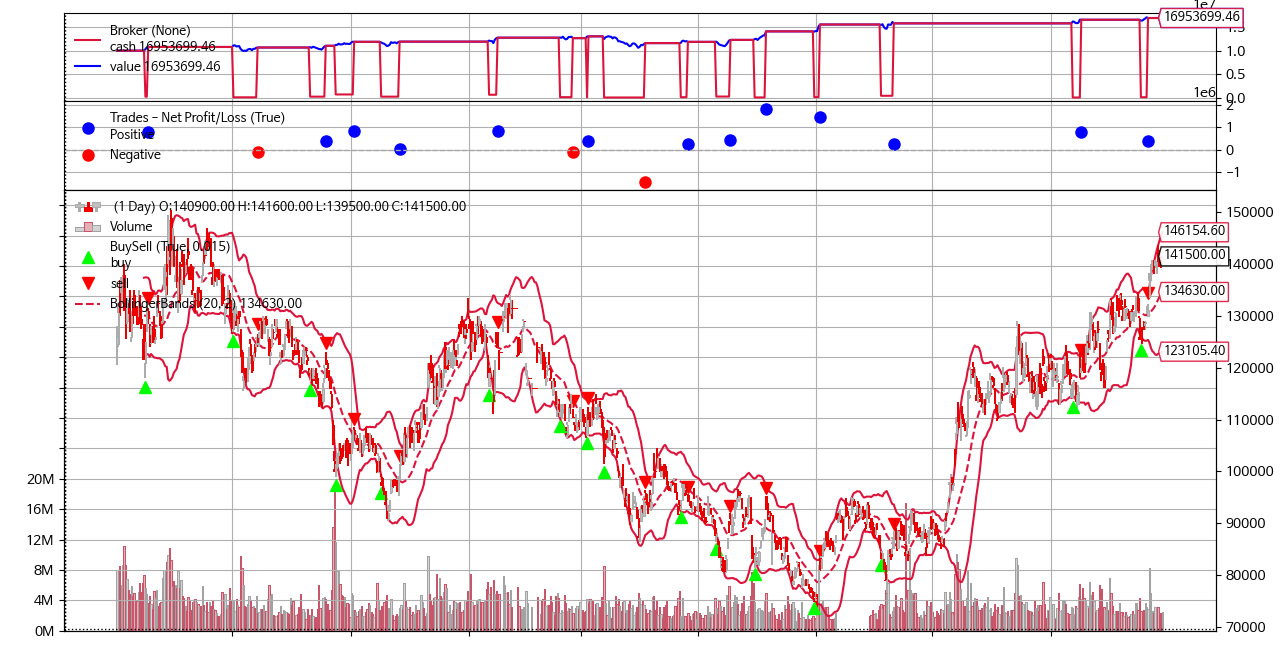 1e7
Broker (None)
cash 16953699.46
value 16953699.46
16953699.46
1.5
1.0
0.5
0.0
1e6
Trades - Net Profit/Loss (True)
Positive
Negative
2
1
0
−1
(1 Day) O:140900.00 H:141600.00 L:139500.00 C:141500.00
Volume
BuySell (True, 0.015)
buy
sell
BollingerBands (20, 2) 134630.00
150000
146154.60
141500.00
140000
134630.00
130000
123105.40
120000
110000
100000
90000
80000
70000
20M
16M
12M
8M
4M
0M